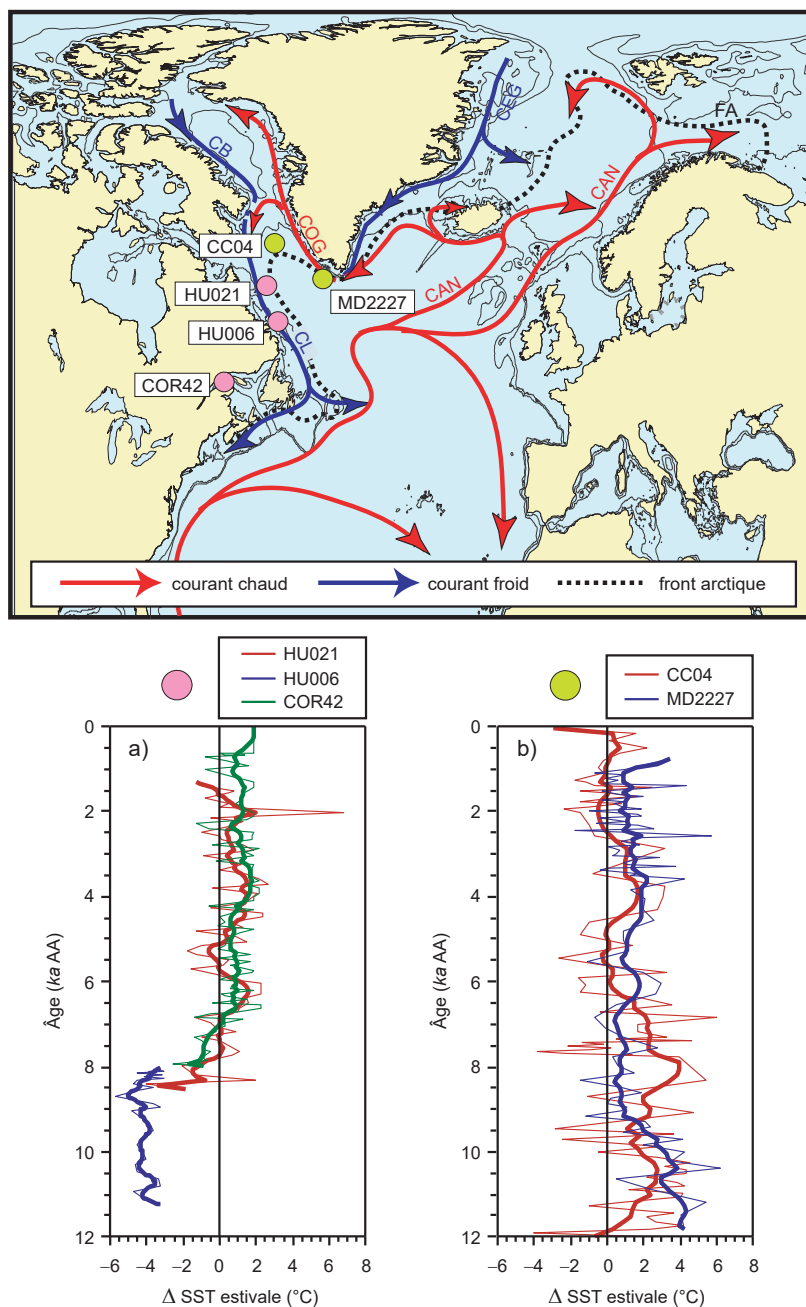 CEG
FA
CB
CAN
COG
CC04
HU021
MD2227
CAN
HU006
CL
COR42
courant chaud
courant froid
front arctique
HU021
HU006
COR42
CC04
MD2227
a)
0
2
4
6
8
10
12
Âge (ka AA)
–6 –4 –2 0 2 4 6 8
Δ SST estivale (°C)
b)
0
2
4
6
8
10
12
Âge (ka AA)
–6 –4 –2 0 2 4 6 8
Δ SST estivale (°C)